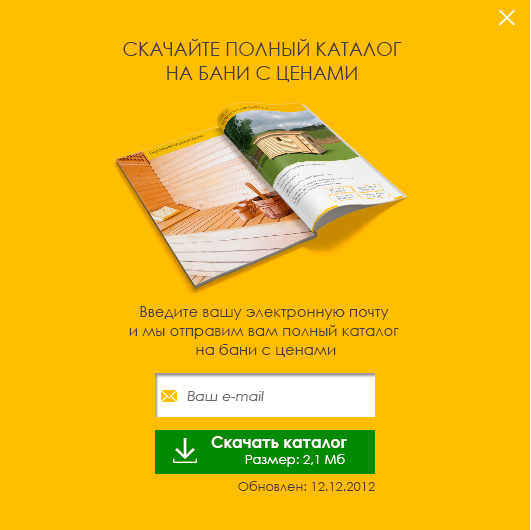 СКАЧАЙТЕ ПОЛНЫЙ КАТАЛОГ
НА БАНИ С ЦЕНАМИ
Введите вашу электронную почту
и мы отправим вам полный каталог
на бани с ценами
Ваш e-mail
Скачать каталог
Размер: 2,1 Мб
Обновлен: 12.12.2012